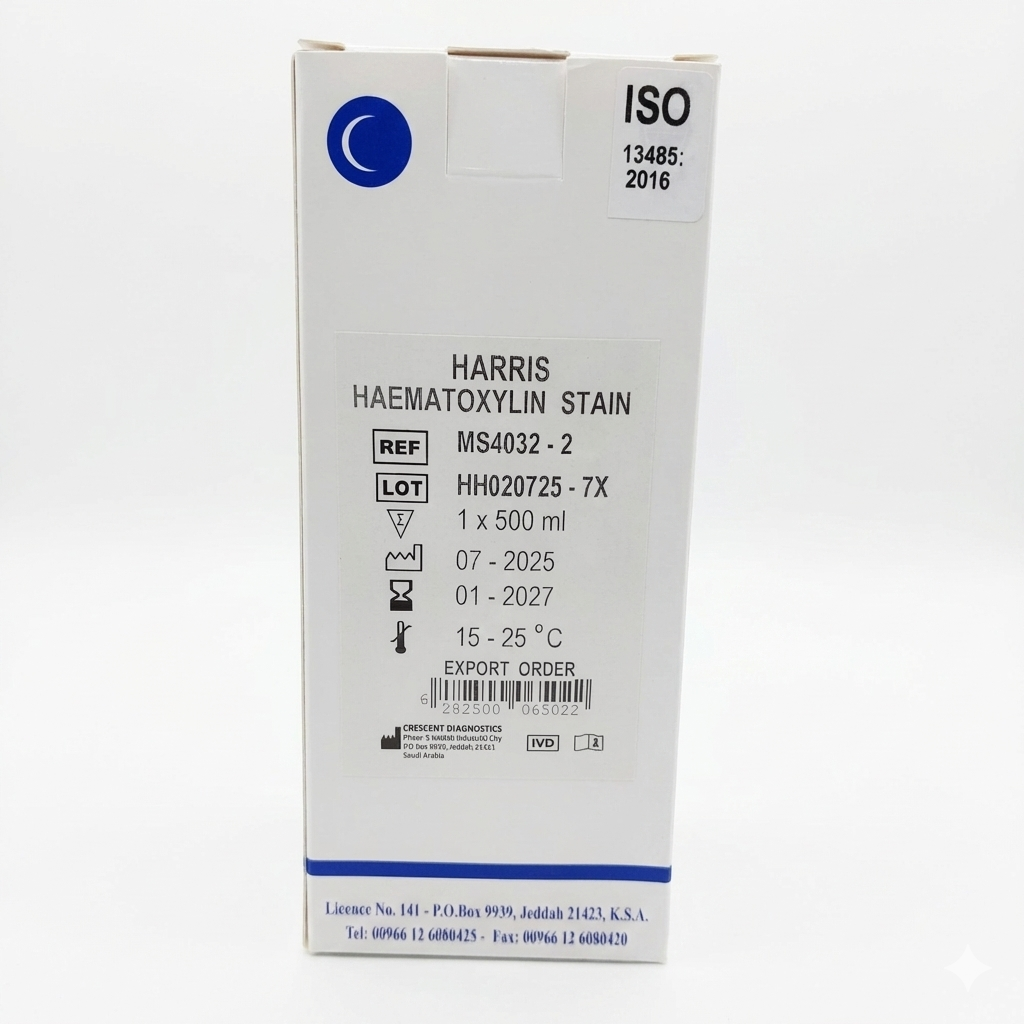 ISO
13485:
2016
HARRIS
HAEMATOXYLIN STAIN
REF MS4032 - 2
LOT HH020725 - 7X
Σ 1 x 500 ml
07 - 2025
01 - 2027
15 - 25 °C
EXPORT ORDER
6 282500 065022
CRESCENT DIAGNOSTICS
Jeddah
Saudi Arabia
IVD
Licence No. 141 - P.O.Box 9939, Jeddah 21423, K.S.A.
Tel: 00966 12 6080425 - Fax: 00966 12 6080420